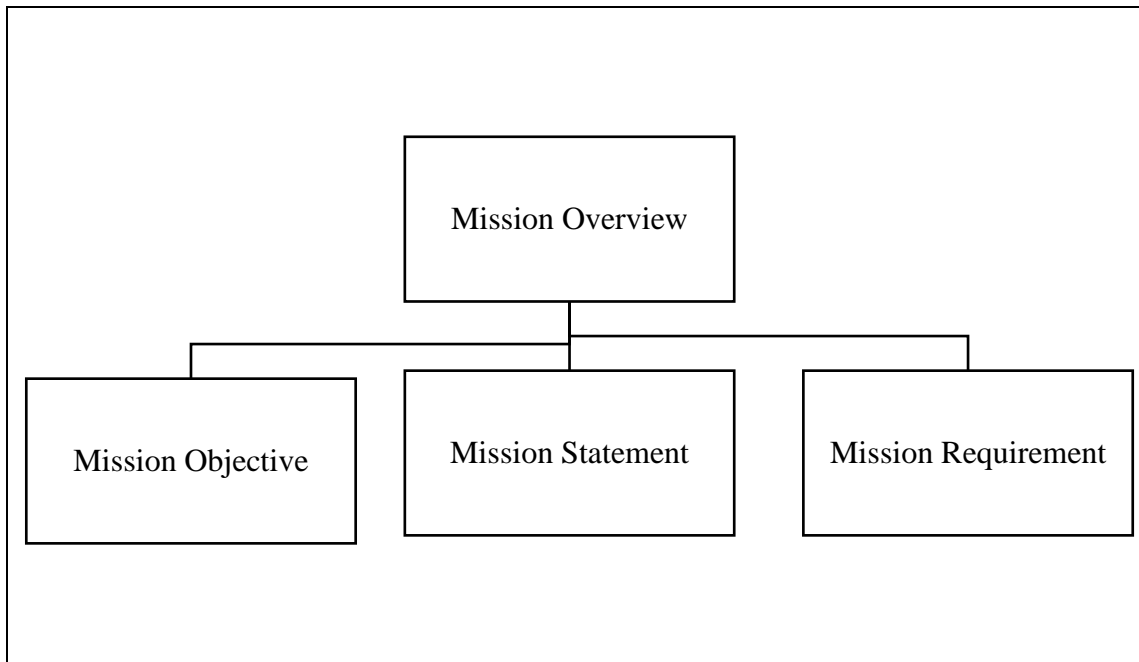 Mission Overview
Mission Objective
Mission Statement
Mission Requirement